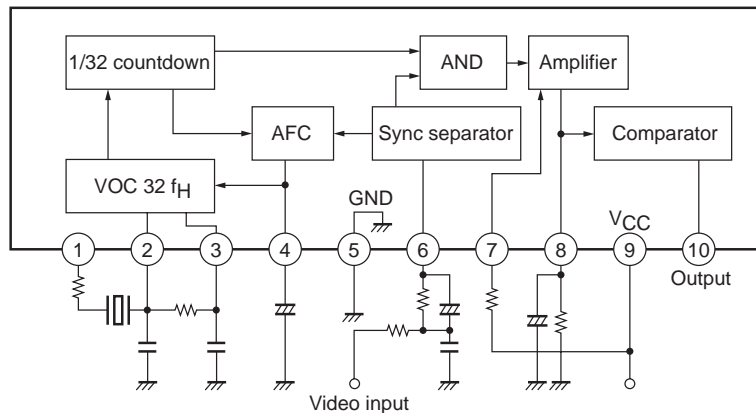 1/32 countdown
AND
Amplifier
AFC
Sync separator
Comparator
VOC 32 fH
GND
VCC
1
2
3
4
5
6
7
8
9
10
Output
Video input